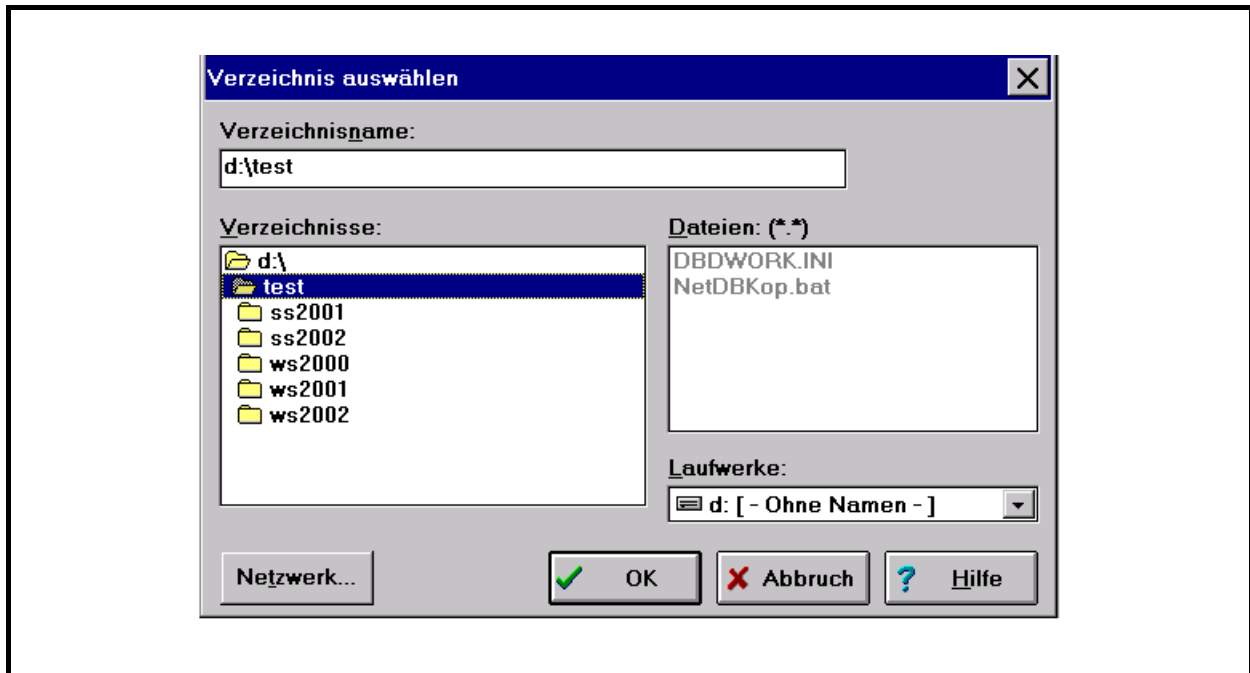 Verzeichnis auswählen
Verzeichnisname:
d:\test
Verzeichnisse:
d:\
test
ss2001
ss2002
ws2000
ws2001
ws2002
Dateien: (*.*)
DBDWORK.INI
NetDBKop.bat
Laufwerke:
d: [ - Ohne Namen - ]
Netzwerk...
OK
Abbruch
Hilfe